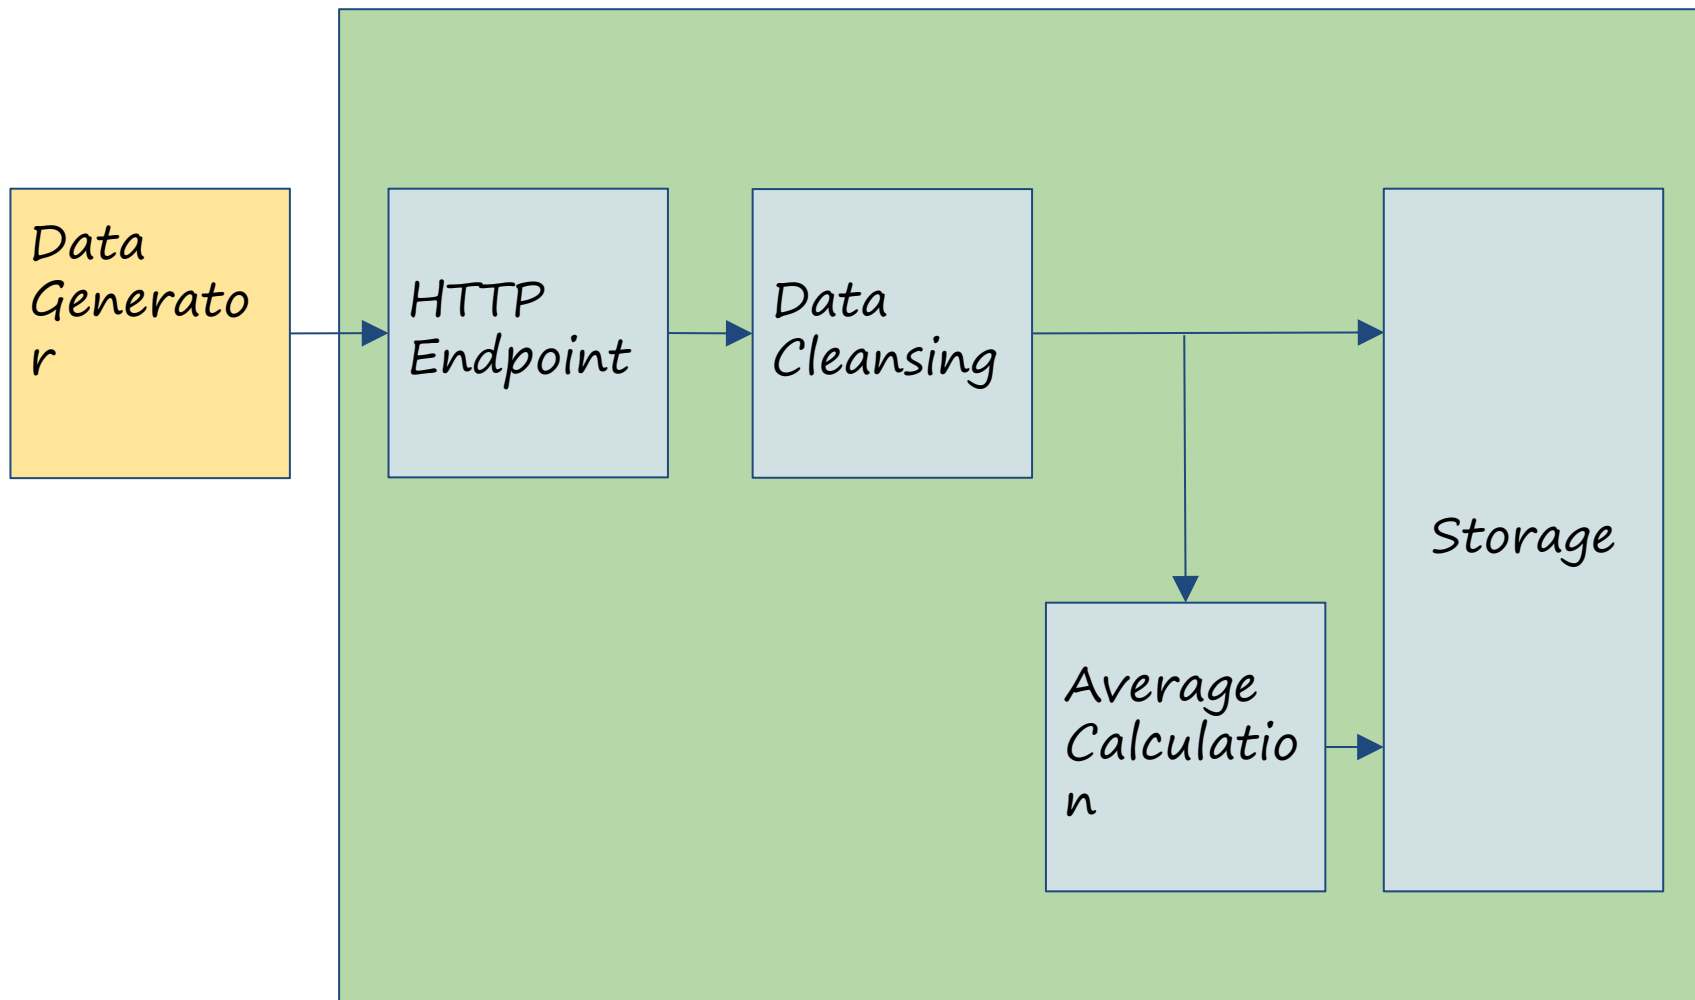 Data
Generato
r
HTTP
Endpoint
Data
Cleansing
Storage
Average
Calculatio
n